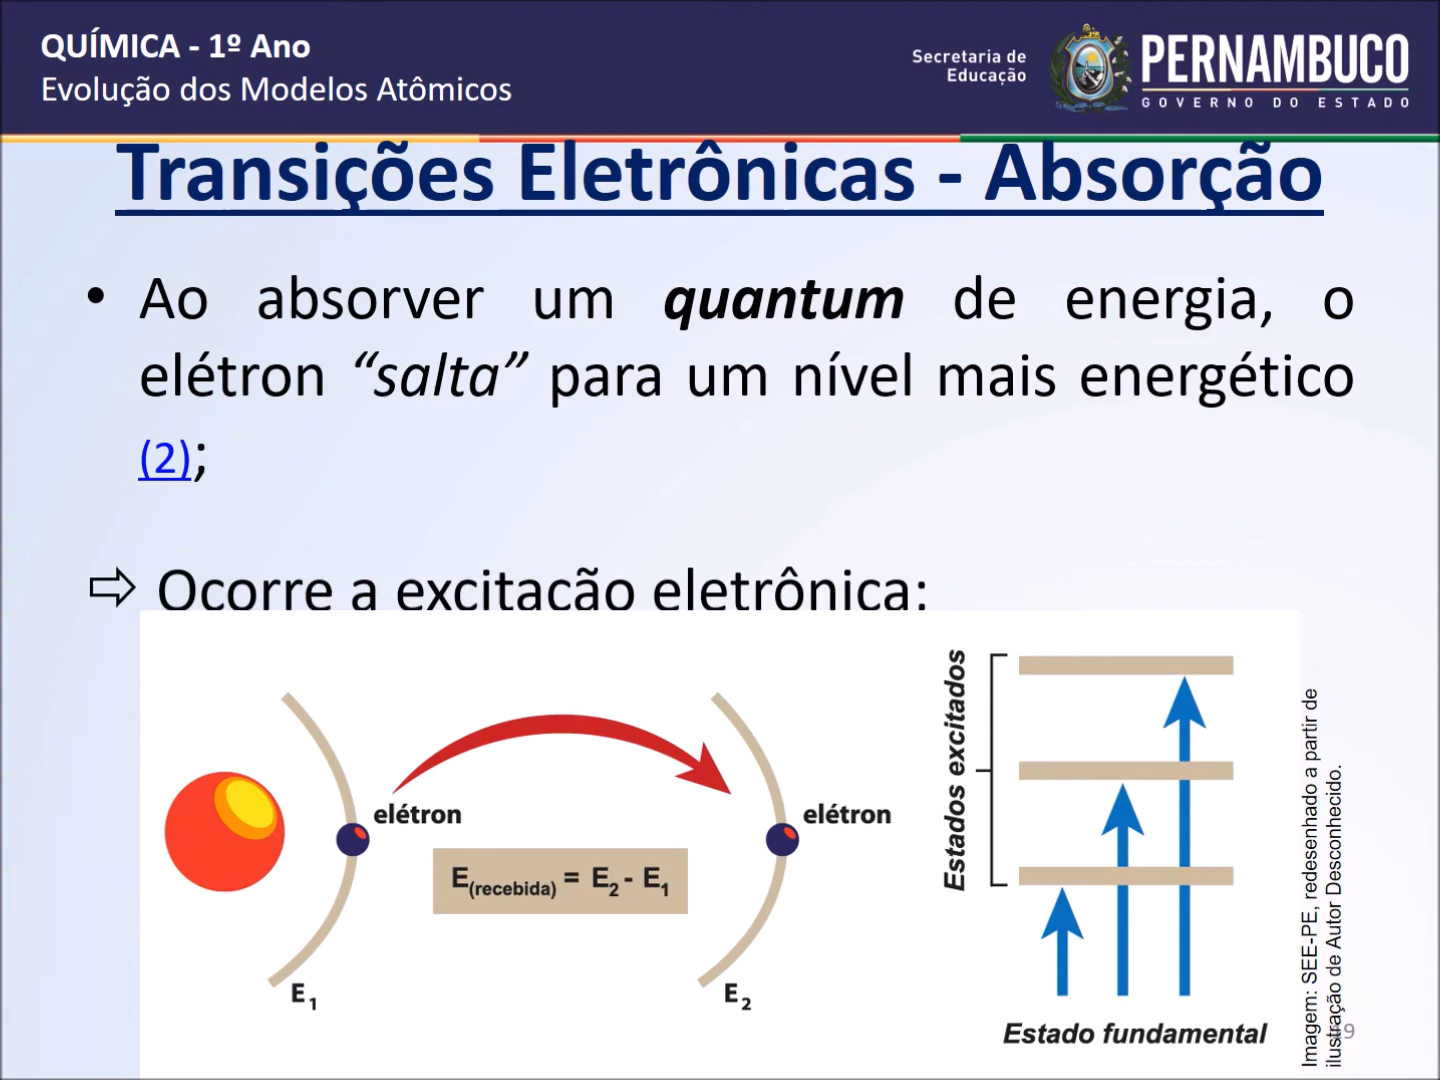 QUÍMICA - 1º Ano
Evolução dos Modelos Atômicos
Secretaria de
Educação
PERNAMBUCO
GOVERNO DO ESTADO
Transições Eletrônicas - Absorção
• Ao absorver um quantum de energia, o
elétron “salta” para um nível mais energético
(2);
⇨ Ocorre a excitação eletrônica:
elétron
elétron
E(recebida) = E2 - E1
E1
E2
Estados excitados
Estado fundamental
Imagem: SEE-PE, redesenhado a partir de
ilustração de Autor Desconhecido.